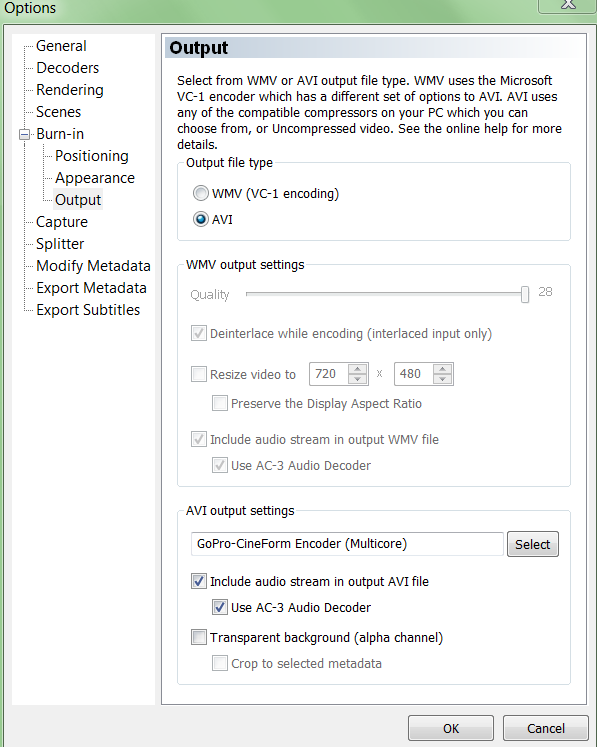 Options
General
Decoders
Rendering
Scenes
Burn-in
Positioning
Appearance
Output
Capture
Splitter
Modify Metadata
Export Metadata
Export Subtitles
Output
Select from WMV or AVI output file type. WMV uses the Microsoft
VC-1 encoder which has a different set of options to AVI. AVI uses
any of the compatible compressors on your PC which you can
choose from, or Uncompressed video. See the online help for more
details.
Output file type
WMV (VC-1 encoding)
AVI
WMV output settings
Quality 28
Deinterlace while encoding (interlaced input only)
Resize video to 720 x 480
Preserve the Display Aspect Ratio
Include audio stream in output WMV file
Use AC-3 Audio Decoder
AVI output settings
GoPro-CineForm Encoder (Multicore) Select
Include audio stream in output AVI file
Use AC-3 Audio Decoder
Transparent background (alpha channel)
Crop to selected metadata
OK Cancel